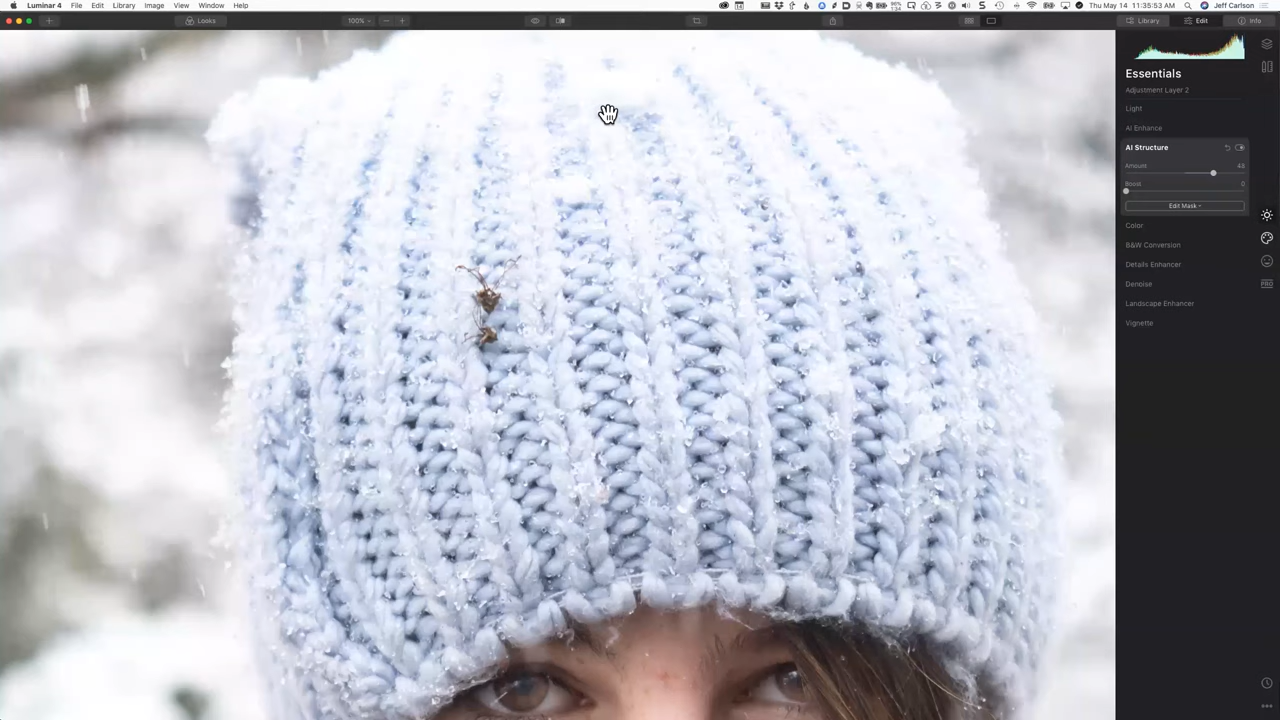 Luminar 4 File Edit Library Image View Window Help
Thu May 14 11:35:53 AM Jeff Carlson
Looks
100%
Library Edit Info
Essentials
Adjustment Layer 2
Light
AI Enhance
AI Structure
Amount 48
Boost 0
Edit Mask
Color
B&W Conversion
Details Enhancer
Denoise
PRO
Landscape Enhancer
Vignette